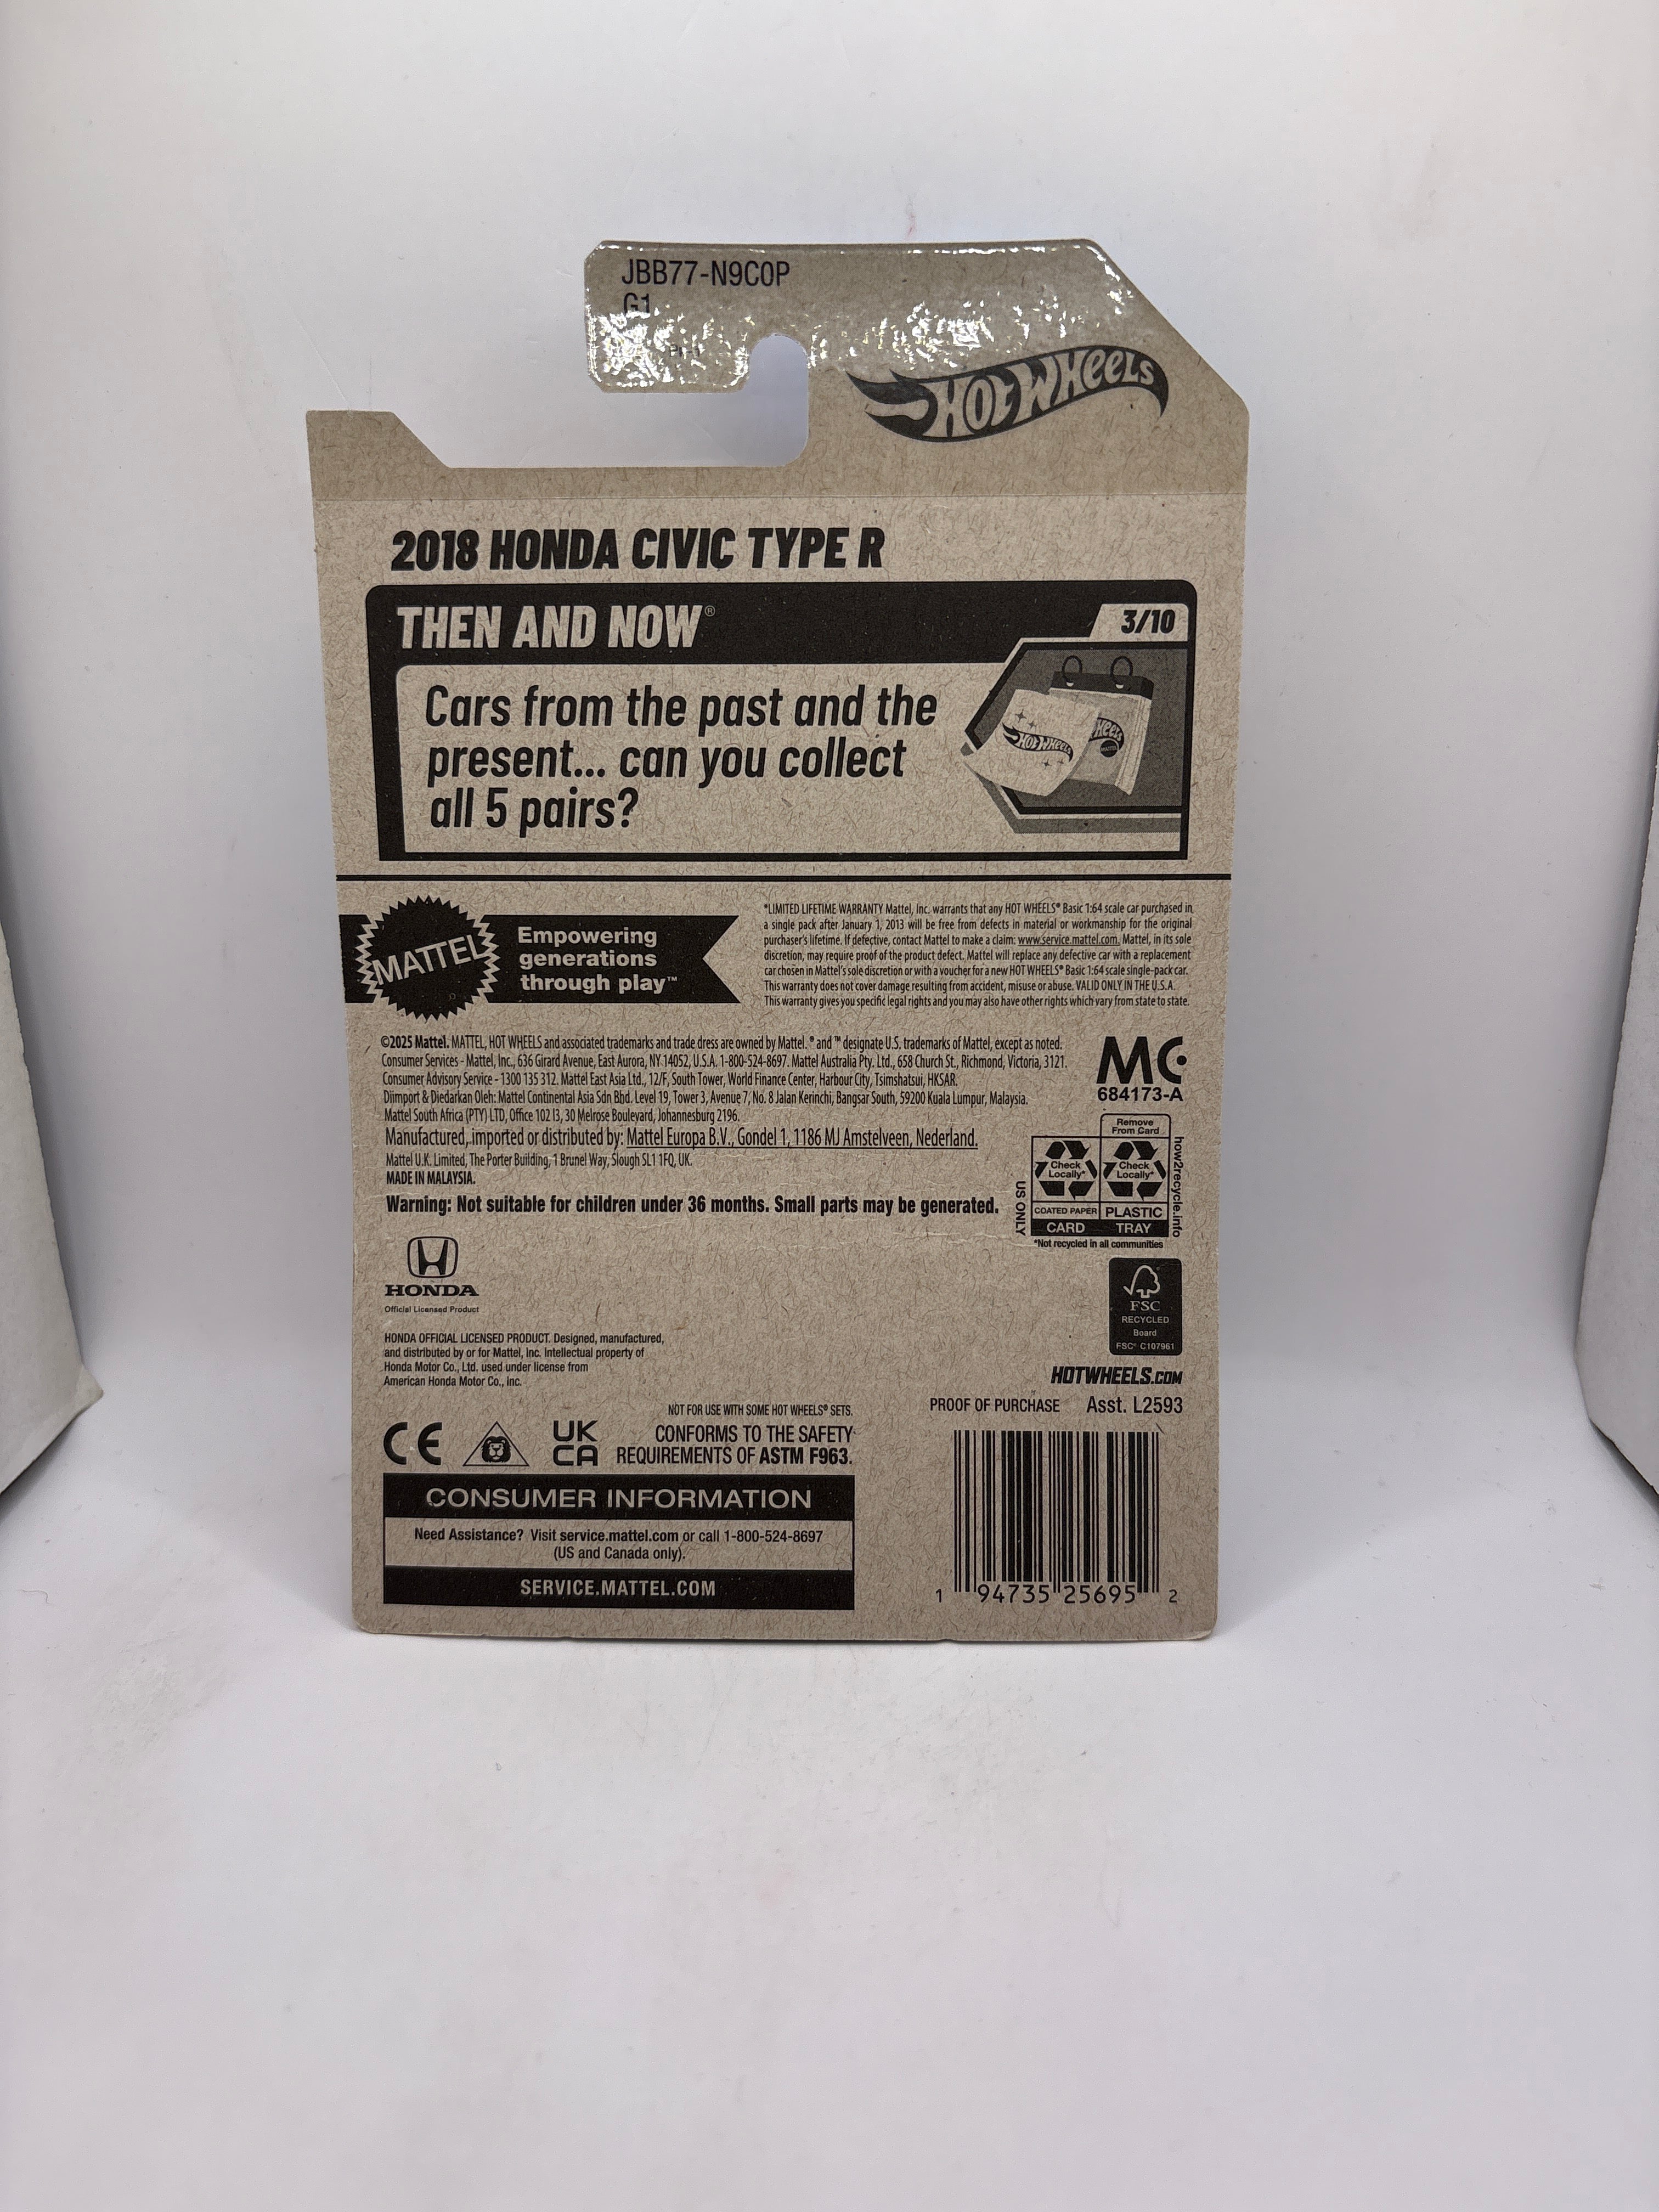 JBB77-N9C0P
G1
HOT WHEELS
2018 HONDA CIVIC TYPE R
THEN AND NOW®
3/10
Cars from the past and the
present... can you collect
all 5 pairs?
HOT WHEELS
MATTEL
Empowering
generations
through play™
*LIMITED LIFETIME WARRANTY Mattel, Inc. warrants that any HOT WHEELS® Basic 1:64 scale car purchased in
a single pack after January 1, 2013 will be free from defects in material or workmanship for the original
purchaser's lifetime. If defective, contact Mattel to make a claim: www.service.mattel.com. Mattel, in its sole
discretion, may require proof of the product defect. Mattel will replace any defective car with a replacement
car chosen in Mattel's sole discretion or with a voucher for a new HOT WHEELS® Basic 1:64 scale single-pack car.
This warranty does not cover damage resulting from accident, misuse or abuse. VALID ONLY IN THE U.S.A.
This warranty gives you specific legal rights and you may also have other rights which vary from state to state.
©2025 Mattel. MATTEL, HOT WHEELS and associated trademarks and trade dress are owned by Mattel. ® and ™ designate U.S. trademarks of Mattel, except as noted.
Consumer Services - Mattel, Inc., 636 Girard Avenue, East Aurora, NY 14052, U.S.A. 1-800-524-8697. Mattel Australia Pty. Ltd., 658 Church St., Richmond, Victoria, 3121.
Consumer Advisory Service - 1300 135 312. Mattel East Asia Ltd., 12/F, South Tower, World Finance Center, Harbour City, Tsimshatsui, HKSAR.
Diimport & Diedarkan Oleh: Mattel Continental Asia Sdn Bhd. Level 19, Tower 3, Avenue 7, No. 8 Jalan Kerinchi, Bangsar South, 59200 Kuala Lumpur, Malaysia.
Mattel South Africa (PTY) LTD, Office 102 I3, 30 Melrose Boulevard, Johannesburg 2196.
Manufactured, imported or distributed by: Mattel Europa B.V., Gondel 1, 1186 MJ Amstelveen, Nederland.
Mattel U.K. Limited, The Porter Building, 1 Brunel Way, Slough SL1 1FQ, UK.
MADE IN MALAYSIA.
Warning: Not suitable for children under 36 months. Small parts may be generated.
MC
684173-A
Remove
From Card
Check
Locally*
Check
Locally*
COATED PAPER
PLASTIC
CARD
TRAY
US ONLY
how2recycle.info
*Not recycled in all communities
HONDA
Official Licensed Product
FSC
RECYCLED
Board
FSC® C107961
HONDA OFFICIAL LICENSED PRODUCT. Designed, manufactured,
and distributed by or for Mattel, Inc. Intellectual property of
Honda Motor Co., Ltd. used under license from
American Honda Motor Co., Inc.
HOTWHEELS.COM
PROOF OF PURCHASE Asst. L2593
NOT FOR USE WITH SOME HOT WHEELS® SETS.
CE
UK
CA
CONFORMS TO THE SAFETY
REQUIREMENTS OF ASTM F963.
CONSUMER INFORMATION
Need Assistance? Visit service.mattel.com or call 1-800-524-8697
(US and Canada only).
SERVICE.MATTEL.COM
1 94735 25695 2